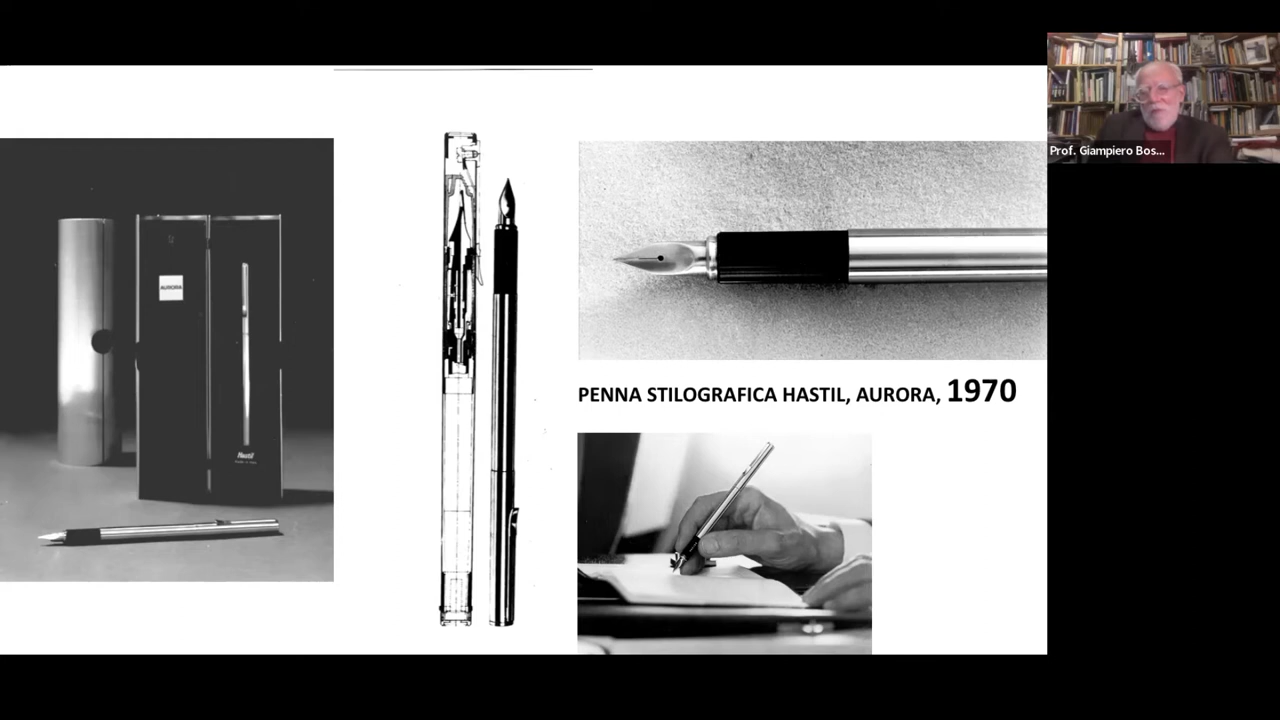 AURORA
Hastil
PENNA STILOGRAFICA HASTIL, AURORA, 1970
Prof. Giampiero Bos...